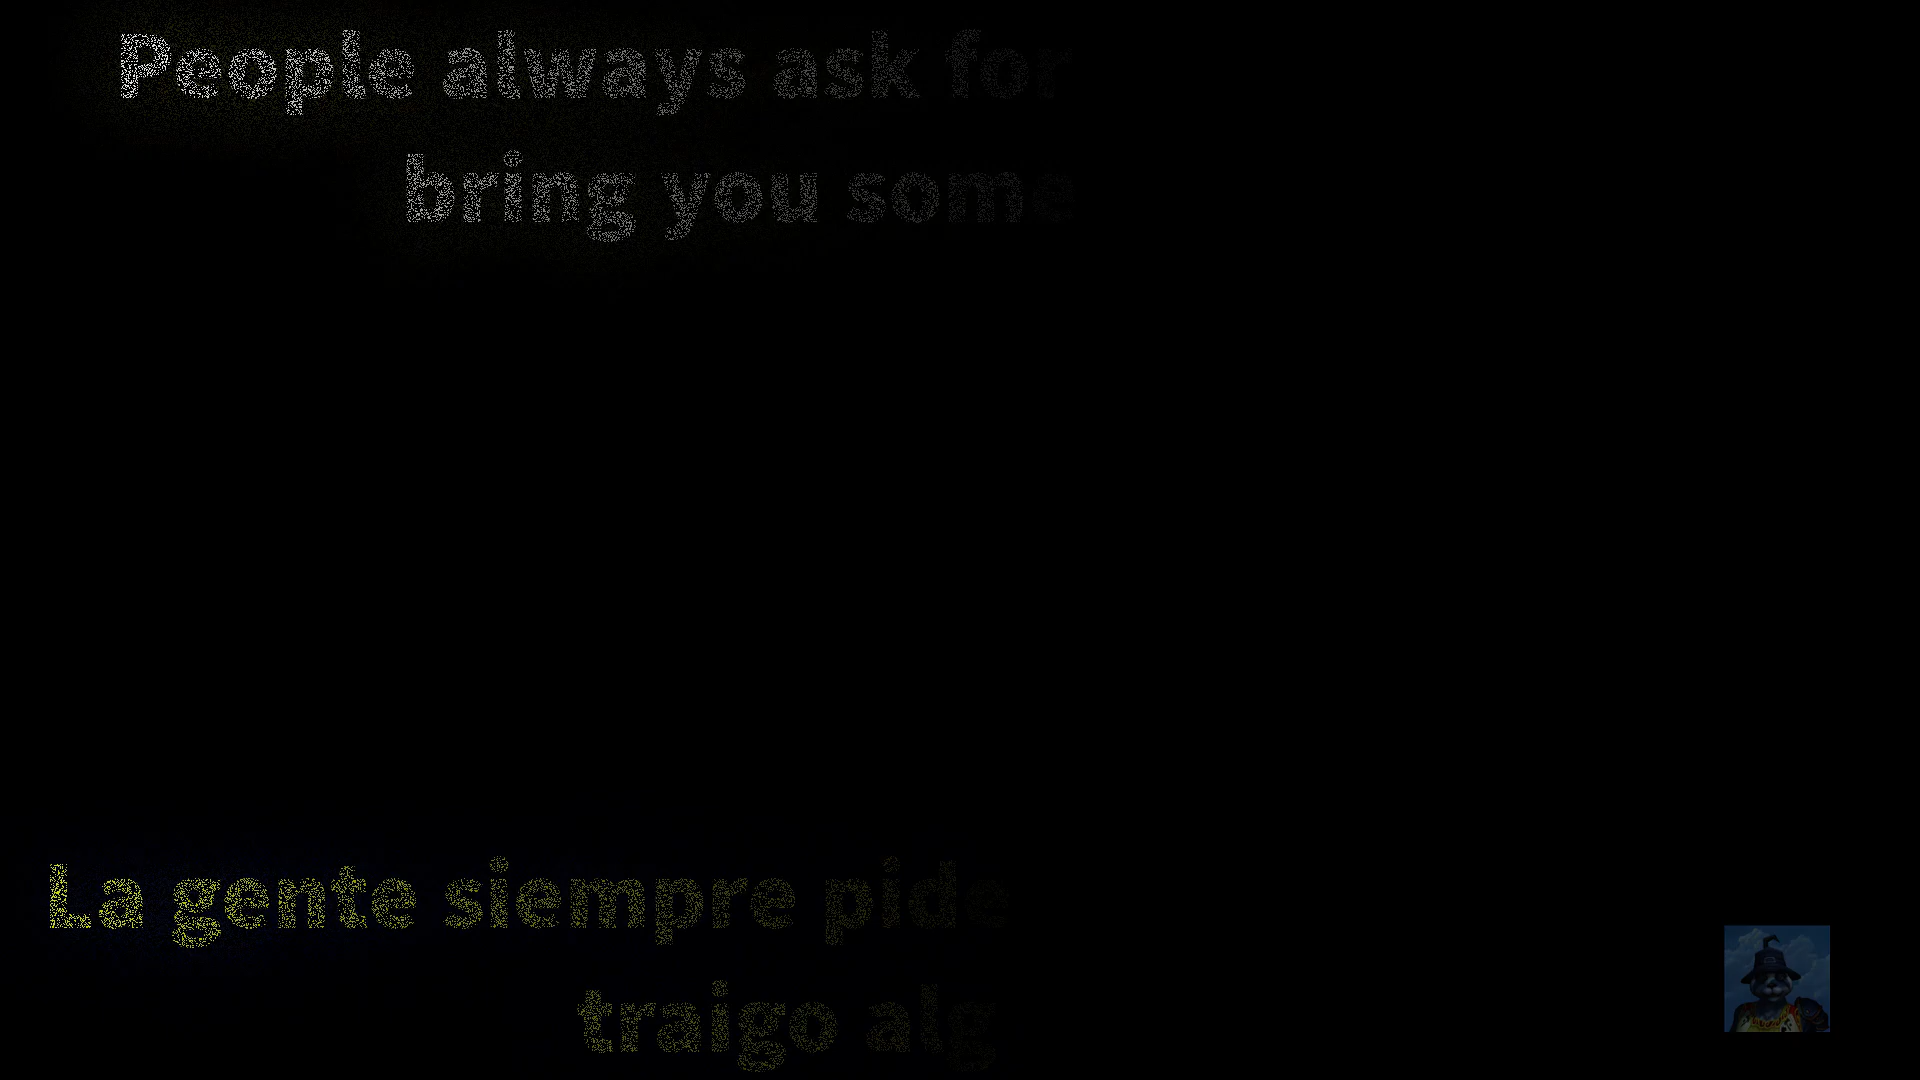 People always ask for
bring you some
La gente siempre pide
traigo alg